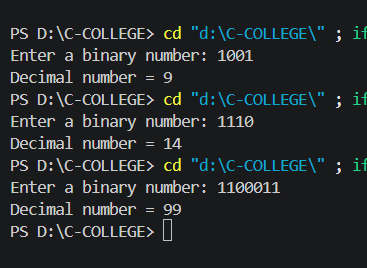 PS D:\C-COLLEGE> cd "d:\C-COLLEGE\" ; if
Enter a binary number: 1001
Decimal number = 9
PS D:\C-COLLEGE> cd "d:\C-COLLEGE\" ; if
Enter a binary number: 1110
Decimal number = 14
PS D:\C-COLLEGE> cd "d:\C-COLLEGE\" ; if
Enter a binary number: 1100011
Decimal number = 99
PS D:\C-COLLEGE>